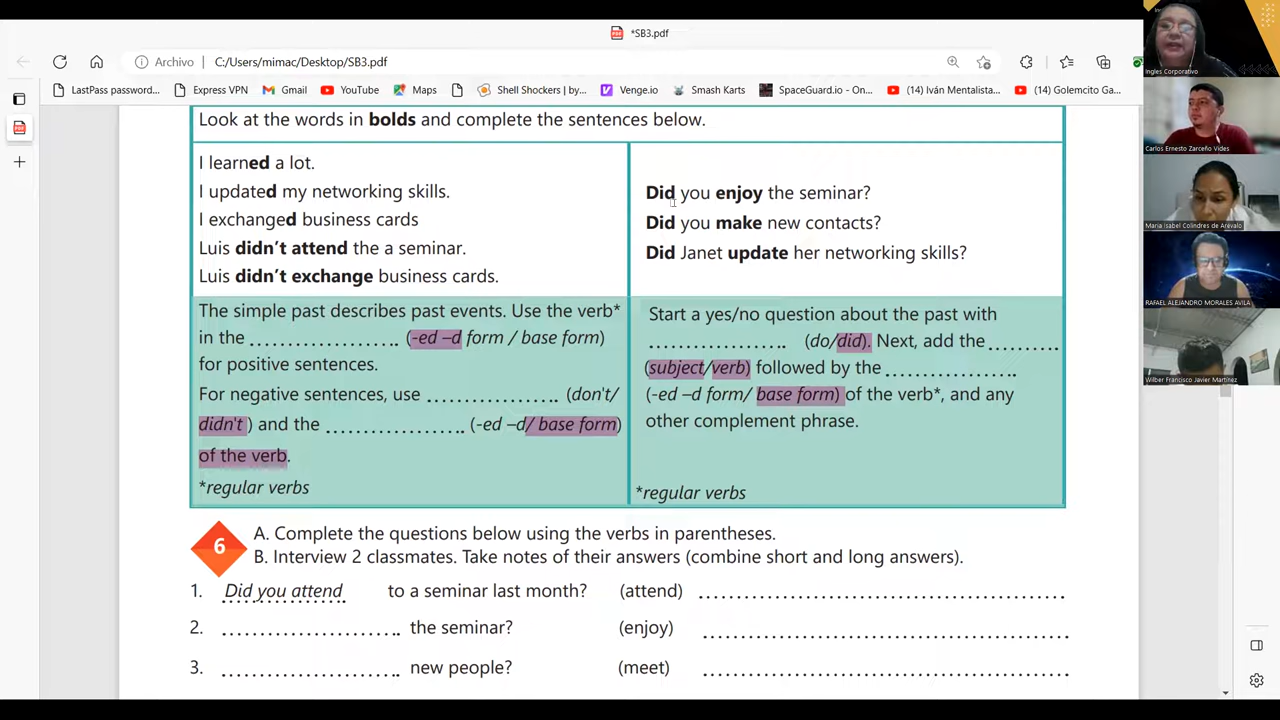 *SB3.pdf
Archivo
C:/Users/mimac/Desktop/SB3.pdf
LastPass password...
Express VPN
Gmail
YouTube
Maps
Shell Shockers | by...
Venge.io
Smash Karts
SpaceGuard.io - On...
(14) Iván Mentalista...
(14) Golemcito Ga...
Look at the words in bolds and complete the sentences below.
I learned a lot.
I updated my networking skills.
I exchanged business cards
Luis didn't attend the a seminar.
Luis didn't exchange business cards.
Did you enjoy the seminar?
Did you make new contacts?
Did Janet update her networking skills?
The simple past describes past events. Use the verb*
in the .................... (-ed –d form / base form)
for positive sentences.
For negative sentences, use .................. (don't/
didn't ) and the ................... (-ed –d/ base form)
of the verb.
*regular verbs
Start a yes/no question about the past with
................... (do/did). Next, add the ..........
(subject/verb) followed by the ..................
(-ed –d form/ base form) of the verb*, and any
other complement phrase.
*regular verbs
6
A. Complete the questions below using the verbs in parentheses.
B. Interview 2 classmates. Take notes of their answers (combine short and long answers).
1. Did you attend to a seminar last month? (attend) ........................................
2. ........................ the seminar? (enjoy) ........................................
3. ........................ new people? (meet) ........................................
Ingles Corporativo
Carlos Ernesto Zarceño Vides
Maria Isabel Colindres de Arevalo
RAFAEL ALEJANDRO MORALES AVILA
Wilber Francisco Javier Martínez